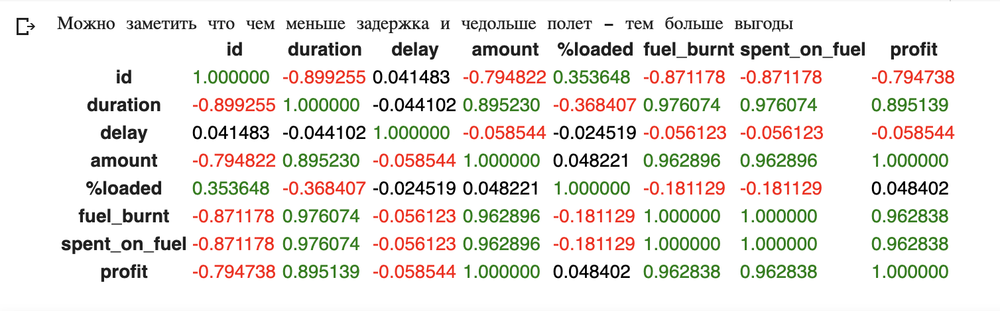 Можно заметить что чем меньше задержка и чедольше полет - тем больше выгоды
id duration delay amount %loaded fuel_burnt spent_on_fuel profit
id 1.000000 -0.899255 0.041483 -0.794822 0.353648 -0.871178 -0.871178 -0.794738
duration -0.899255 1.000000 -0.044102 0.895230 -0.368407 0.976074 0.976074 0.895139
delay 0.041483 -0.044102 1.000000 -0.058544 -0.024519 -0.056123 -0.056123 -0.058544
amount -0.794822 0.895230 -0.058544 1.000000 0.048221 0.962896 0.962896 1.000000
%loaded 0.353648 -0.368407 -0.024519 0.048221 1.000000 -0.181129 -0.181129 0.048402
fuel_burnt -0.871178 0.976074 -0.056123 0.962896 -0.181129 1.000000 1.000000 0.962838
spent_on_fuel -0.871178 0.976074 -0.056123 0.962896 -0.181129 1.000000 1.000000 0.962838
profit -0.794738 0.895139 -0.058544 1.000000 0.048402 0.962838 0.962838 1.000000